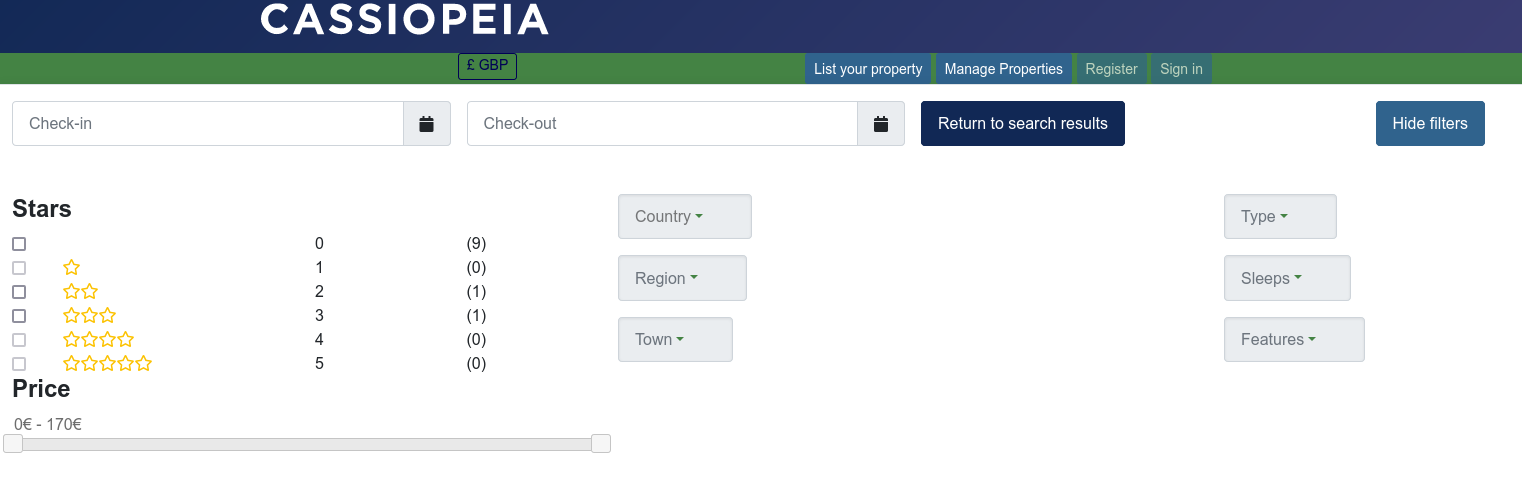 CASSIOPEIA
£ GBP
List your property
Manage Properties
Register
Sign in
Check-in
Check-out
Return to search results
Hide filters
Stars
0 (9)
1 (0)
2 (1)
3 (1)
4 (0)
5 (0)
Price
0€ - 170€
Country
Region
Town
Type
Sleeps
Features